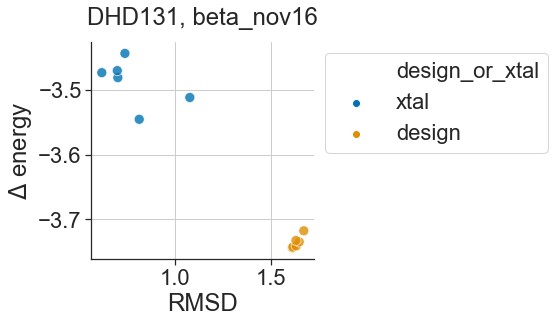 DHD131, beta_nov16
design_or_xtal
xtal
design
Δ energy
−3.5
−3.6
−3.7
1.0
1.5
RMSD